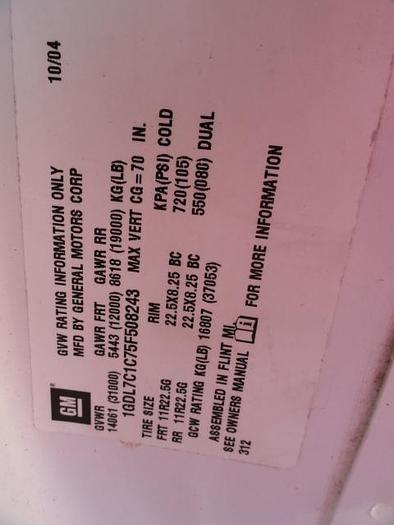 GM®
GVW RATING INFORMATION ONLY 10/04
MFD BY GENERAL MOTORS CORP
GVWR GAWR FRT GAWR RR
14061 (31000) 5443 (12000) 8618 (19000) KG(LB)
1GDL7C1C75F508243 MAX VERT CG=70 IN.
TIRE SIZE RIM KPA(PSI) COLD
FRT 11R22.5G 22.5X8.25 BC 720(105)
RR 11R22.5G 22.5X8.25 BC 550(080) DUAL
GCW RATING KG(LB) 16807 (37053)
ASSEMBLED IN FLINT MI.
SEE OWNERS MANUAL i FOR MORE INFORMATION
312